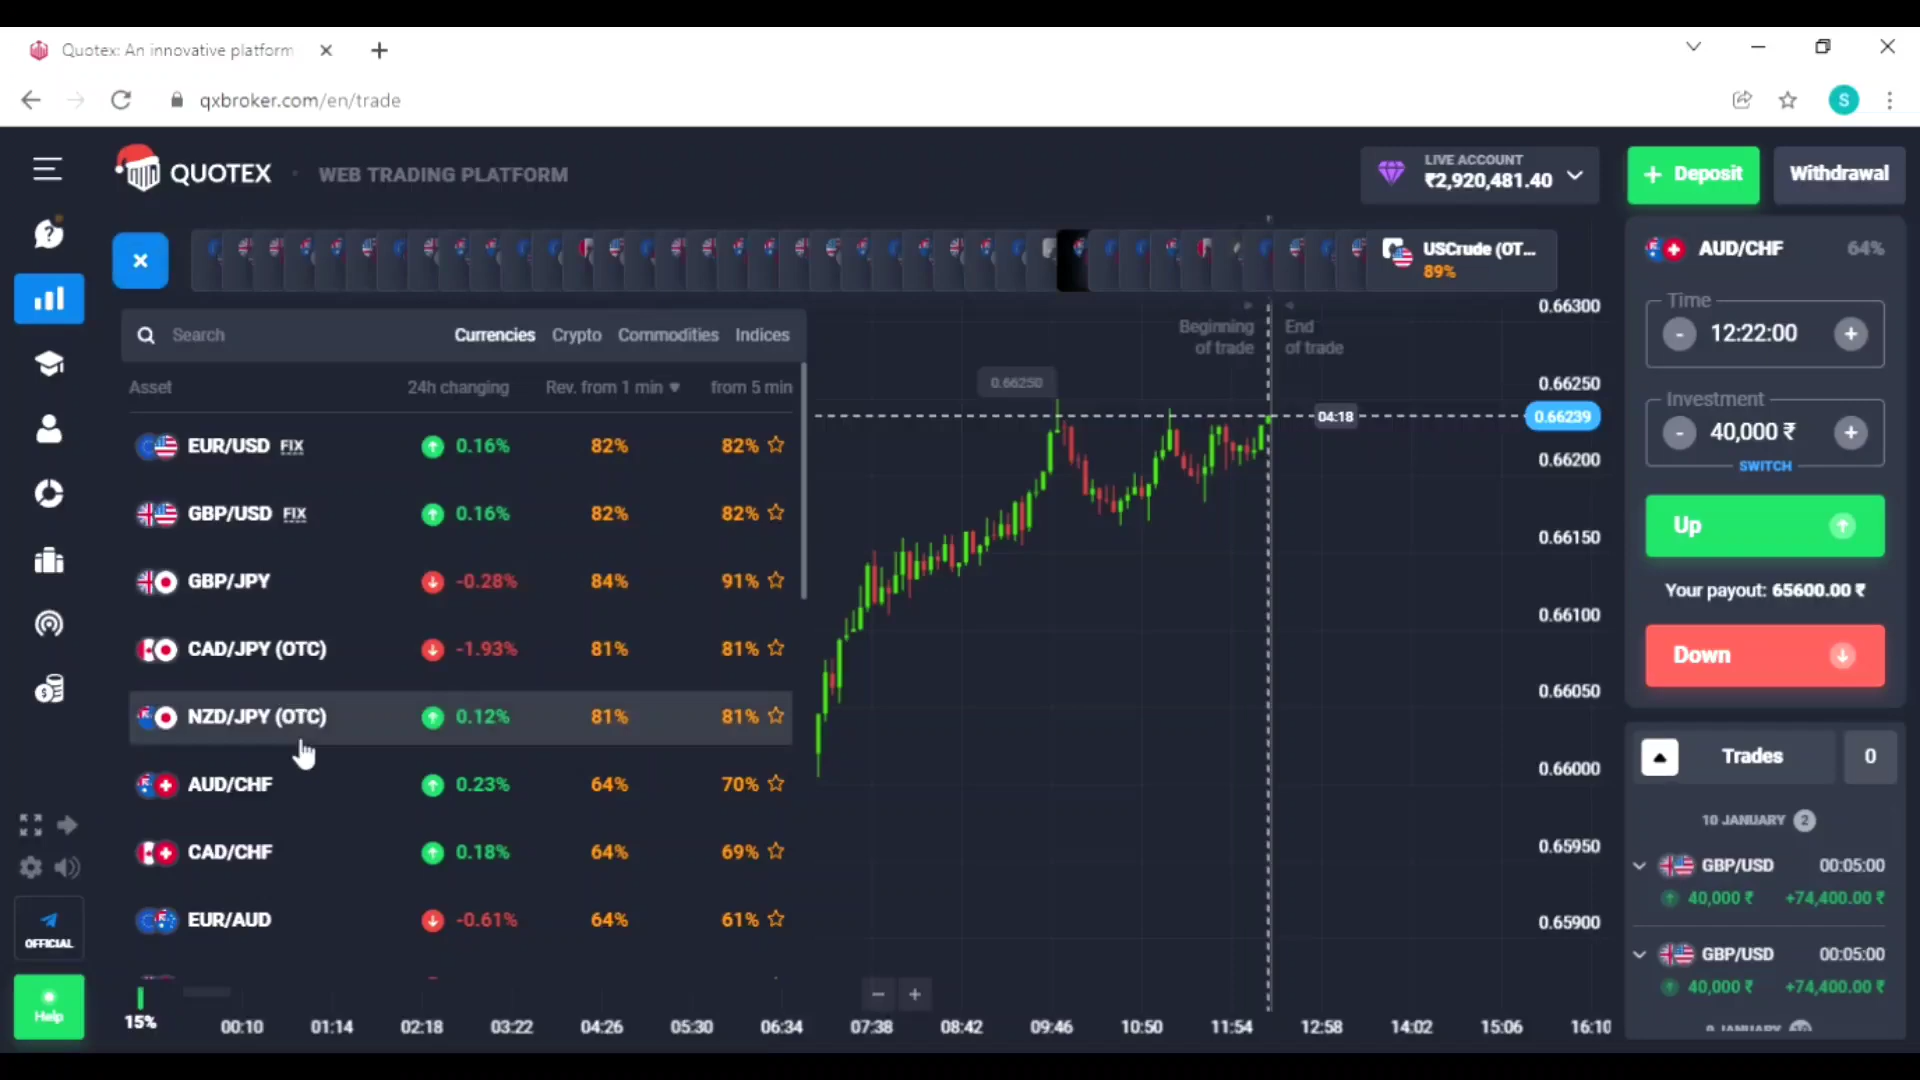 Quotex: An innovative platform
qxbroker.com/en/trade
S
QUOTEX
WEB TRADING PLATFORM
LIVE ACCOUNT
₹2,920,481.40
+ Deposit
Withdrawal
USCrude (OT...
89%
Search
Currencies
Crypto
Commodities
Indices
Asset
24h changing
Rev. from 1 min
from 5 min
EUR/USD FIX 0.16% 82% 82%
GBP/USD FIX 0.16% 82% 82%
GBP/JPY -0.28% 84% 91%
CAD/JPY (OTC) -1.93% 81% 81%
NZD/JPY (OTC) 0.12% 81% 81%
AUD/CHF 0.23% 64% 70%
CAD/CHF 0.18% 64% 69%
EUR/AUD -0.61% 64% 61%
OFFICIAL
Help
15%
Beginning
of trade
End
of trade
0.66250
04:18
0.66239
0.66300
0.66250
0.66200
0.66150
0.66100
0.66050
0.66000
0.65950
0.65900
00:10 01:14 02:18 03:22 04:26 05:30 06:34 07:38 08:42 09:46 10:50 11:54 12:58 14:02 15:06 16:10
AUD/CHF 64%
Time
- 12:22:00 +
Investment
- 40,000 ₹ +
SWITCH
Up
Your payout: 65600.00 ₹
Down
Trades 0
10 JANUARY 2
GBP/USD 00:05:00
40,000 ₹ +74,400.00 ₹
GBP/USD 00:05:00
40,000 ₹ +74,400.00 ₹